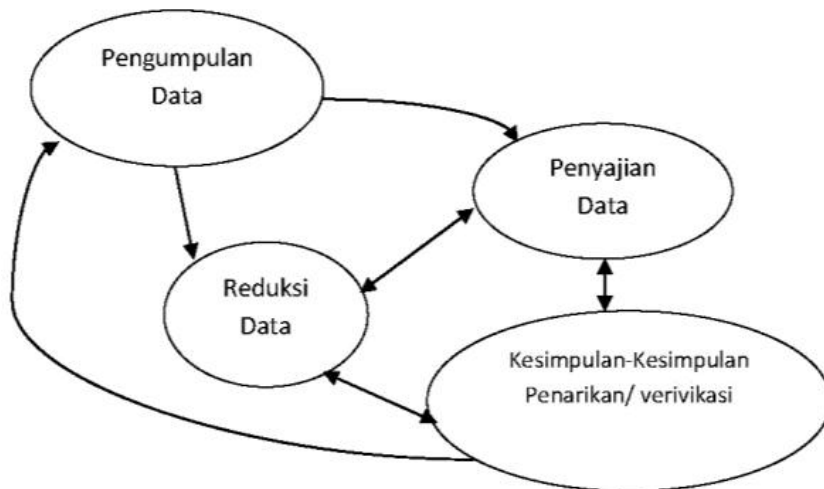 Pengumpulan
Data
Penyajian
Data
Reduksi
Data
Kesimpulan-Kesimpulan
Penarikan/ verivikasi